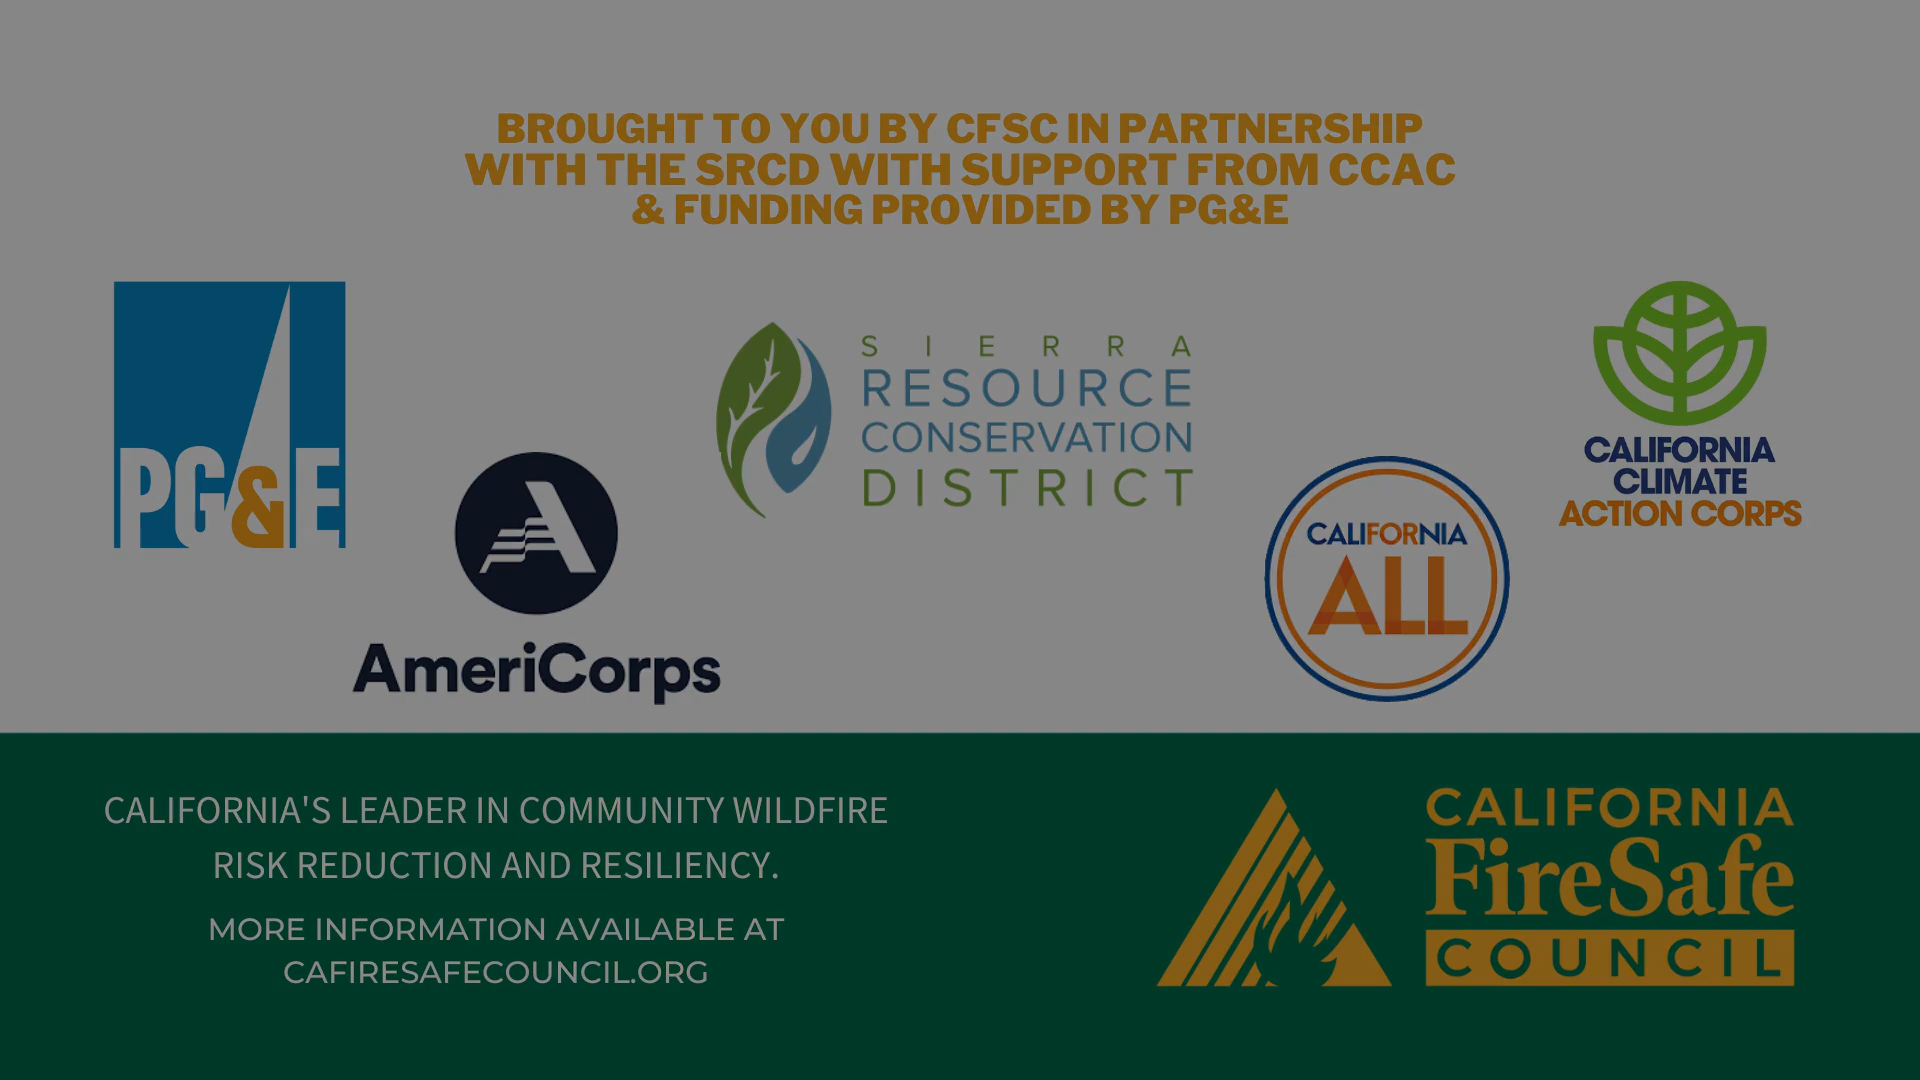 BROUGHT TO YOU BY CFSC IN PARTNERSHIP
WITH THE SRCD WITH SUPPORT FROM CCAC
& FUNDING PROVIDED BY PG&E
PG&E
AmeriCorps
SIERRA
RESOURCE
CONSERVATION
DISTRICT
CALIFORNIA
ALL
CALIFORNIA
CLIMATE
ACTION CORPS
CALIFORNIA'S LEADER IN COMMUNITY WILDFIRE
RISK REDUCTION AND RESILIENCY.
MORE INFORMATION AVAILABLE AT
CAFIRESAFECOUNCIL.ORG
CALIFORNIA
FireSafe
COUNCIL